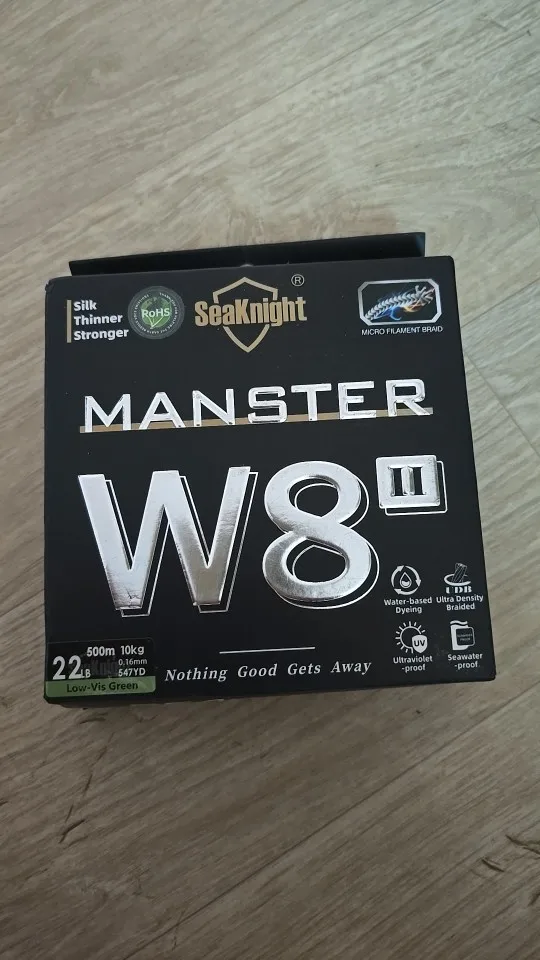 Silk
Thinner
Stronger
RoHS
SeaKnight®
MICRO FILAMENT BRAID
MANSTER
W8 II
Water-based
Dyeing
UDB
Ultra Density
Braided
UV
Ultraviolet
-proof
Seawater
-proof
500m 10kg
22LB
0.16mm
547YD
Low-Vis Green
Nothing Good Gets Away